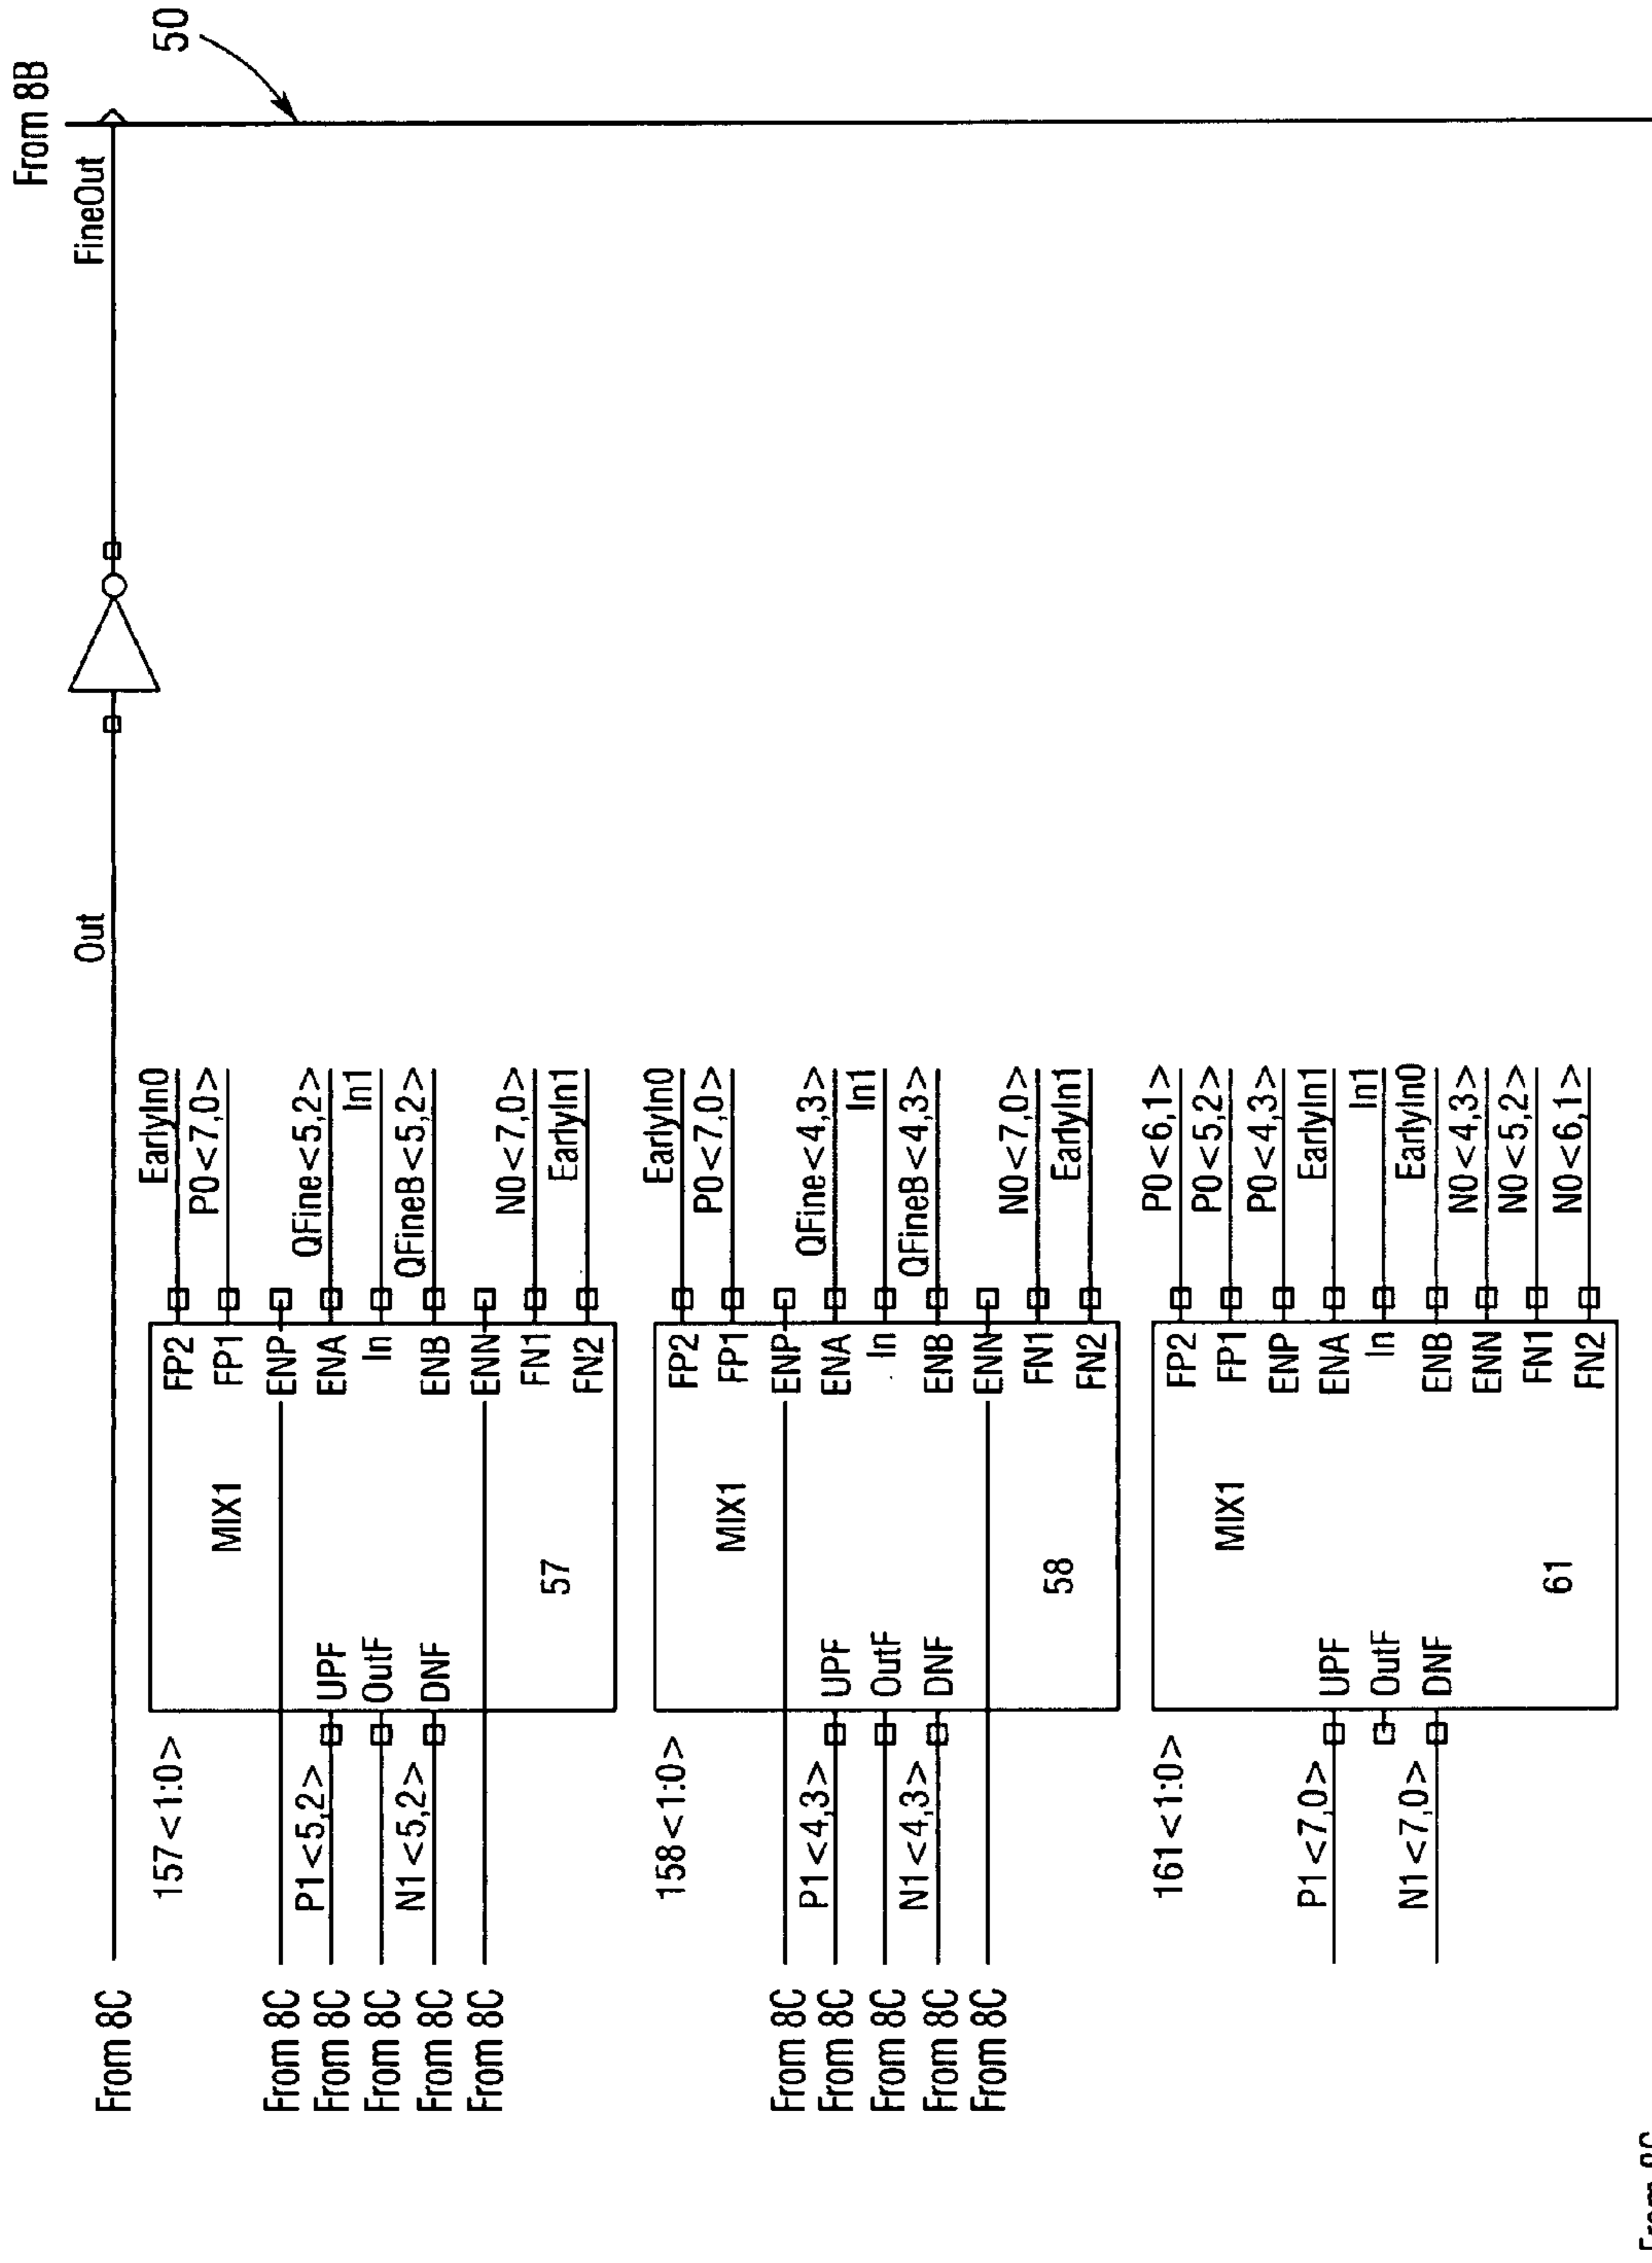 From 8B
50
From 8C
Out
FineOut
157<1:0>
MIX1
57
FP2
EarlyIn0
FP1
P0<7,0>
From 8C
ENP
From 8C
P1<5,2>
UPF
ENA
QFine<5,2>
From 8C
OutF
In
In1
From 8C
N1<5,2>
DNF
ENB
QFineB<5,2>
From 8C
ENN
FN1
N0<7,0>
FN2
EarlyIn1
158<1:0>
MIX1
58
FP2
EarlyIn0
FP1
P0<7,0>
From 8C
ENP
From 8C
P1<4,3>
UPF
ENA
QFine<4,3>
From 8C
OutF
In
In1
From 8C
N1<4,3>
DNF
ENB
QFineB<4,3>
From 8C
ENN
FN1
N0<7,0>
FN2
EarlyIn1
161<1:0>
MIX1
61
FP2
P0<6,1>
FP1
P0<5,2>
ENP
P0<4,3>
P1<7,0>
UPF
ENA
EarlyIn1
OutF
In
In1
N1<7,0>
DNF
ENB
EarlyIn0
ENN
N0<4,3>
FN1
N0<5,2>
FN2
N0<6,1>
From 8C